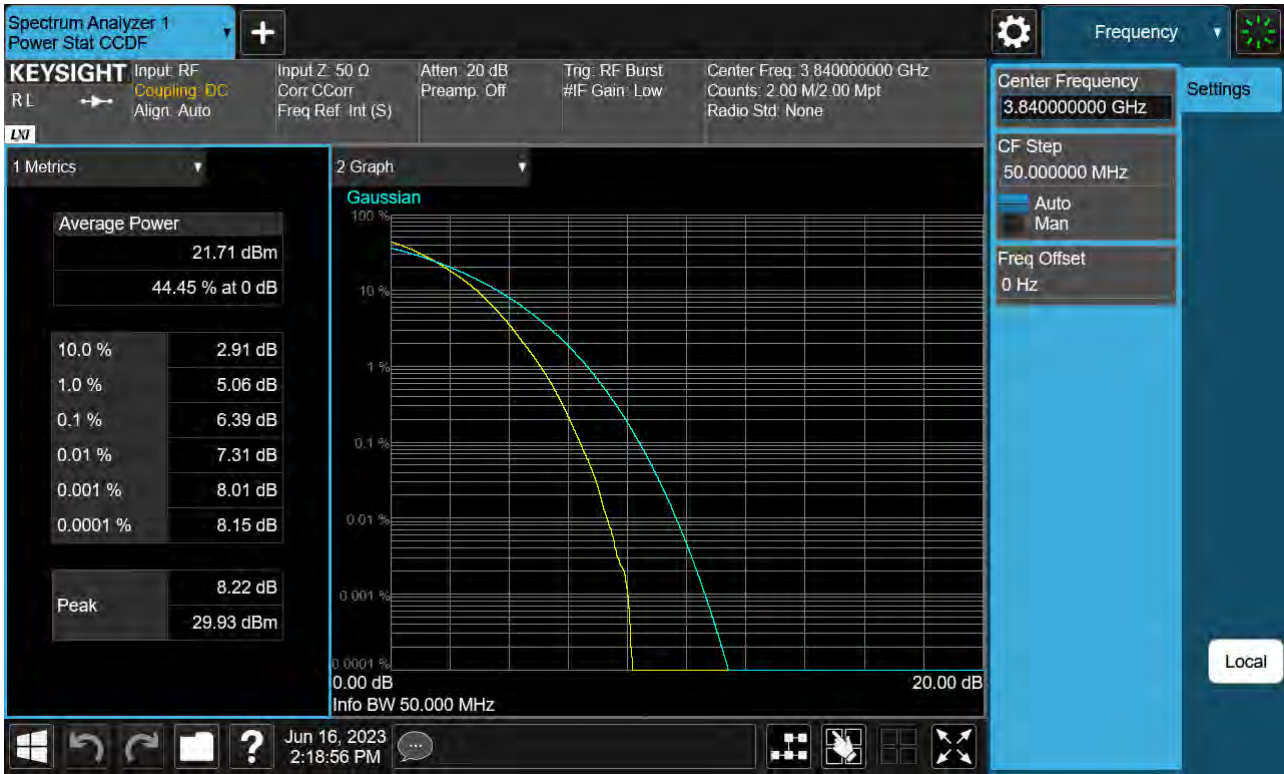 Spectrum Analyzer 1
Power Stat CCDF
+
Frequency
KEYSIGHT
RL
LXI
Input: RF
Coupling: DC
Align: Auto
Input Z: 50 Ω
Corr CCorr
Freq Ref: Int (S)
Atten: 20 dB
Preamp: Off
Trig: RF Burst
#IF Gain: Low
Center Freq: 3.840000000 GHz
Counts: 2.00 M/2.00 Mpt
Radio Std: None
Center Frequency
3.840000000 GHz
Settings
CF Step
50.000000 MHz
Auto
Man
Freq Offset
0 Hz
1 Metrics
Average Power
21.71 dBm
44.45 % at 0 dB
10.0 % 2.91 dB
1.0 % 5.06 dB
0.1 % 6.39 dB
0.01 % 7.31 dB
0.001 % 8.01 dB
0.0001 % 8.15 dB
Peak
8.22 dB
29.93 dBm
2 Graph
Gaussian
100 %
10 %
1 %
0.1 %
0.01 %
0.001 %
0.0001 %
0.00 dB 20.00 dB
Info BW 50.000 MHz
Local
?
Jun 16, 2023
2:18:56 PM